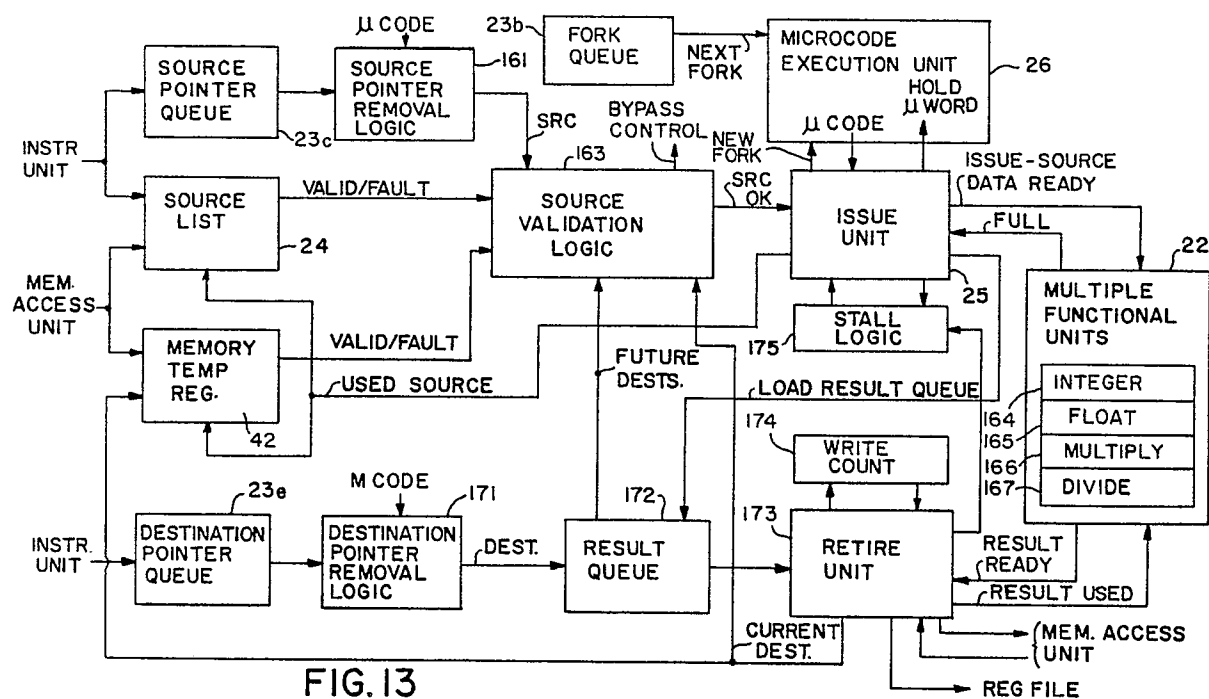 μ CODE
161
23b
FORK
QUEUE
NEXT
FORK
MICROCODE
EXECUTION UNIT
26
HOLD
μ WORD
μ CODE
SOURCE
POINTER
QUEUE
23c
SOURCE
POINTER
REMOVAL
LOGIC
SRC
BYPASS
CONTROL
NEW
FORK
INSTR
UNIT
163
SOURCE
VALIDATION
LOGIC
SRC
OK
ISSUE
UNIT
25
ISSUE-SOURCE
DATA READY
FULL
22
SOURCE
LIST
24
VALID/FAULT
MEM.
ACCESS
UNIT
MEMORY
TEMP
REG.
42
VALID/FAULT
USED SOURCE
FUTURE
DESTS.
175
STALL
LOGIC
LOAD RESULT QUEUE
MULTIPLE
FUNCTIONAL
UNITS
164
INTEGER
165
FLOAT
166
MULTIPLY
167
DIVIDE
174
WRITE
COUNT
23e
M CODE
171
172
173
INSTR.
UNIT
DESTINATION
POINTER
QUEUE
DESTINATION
POINTER
REMOVAL
LOGIC
DEST.
RESULT
QUEUE
RETIRE
UNIT
RESULT
READY
RESULT USED
CURRENT
DEST.
MEM. ACCESS
UNIT
REG FILE
FIG. 13